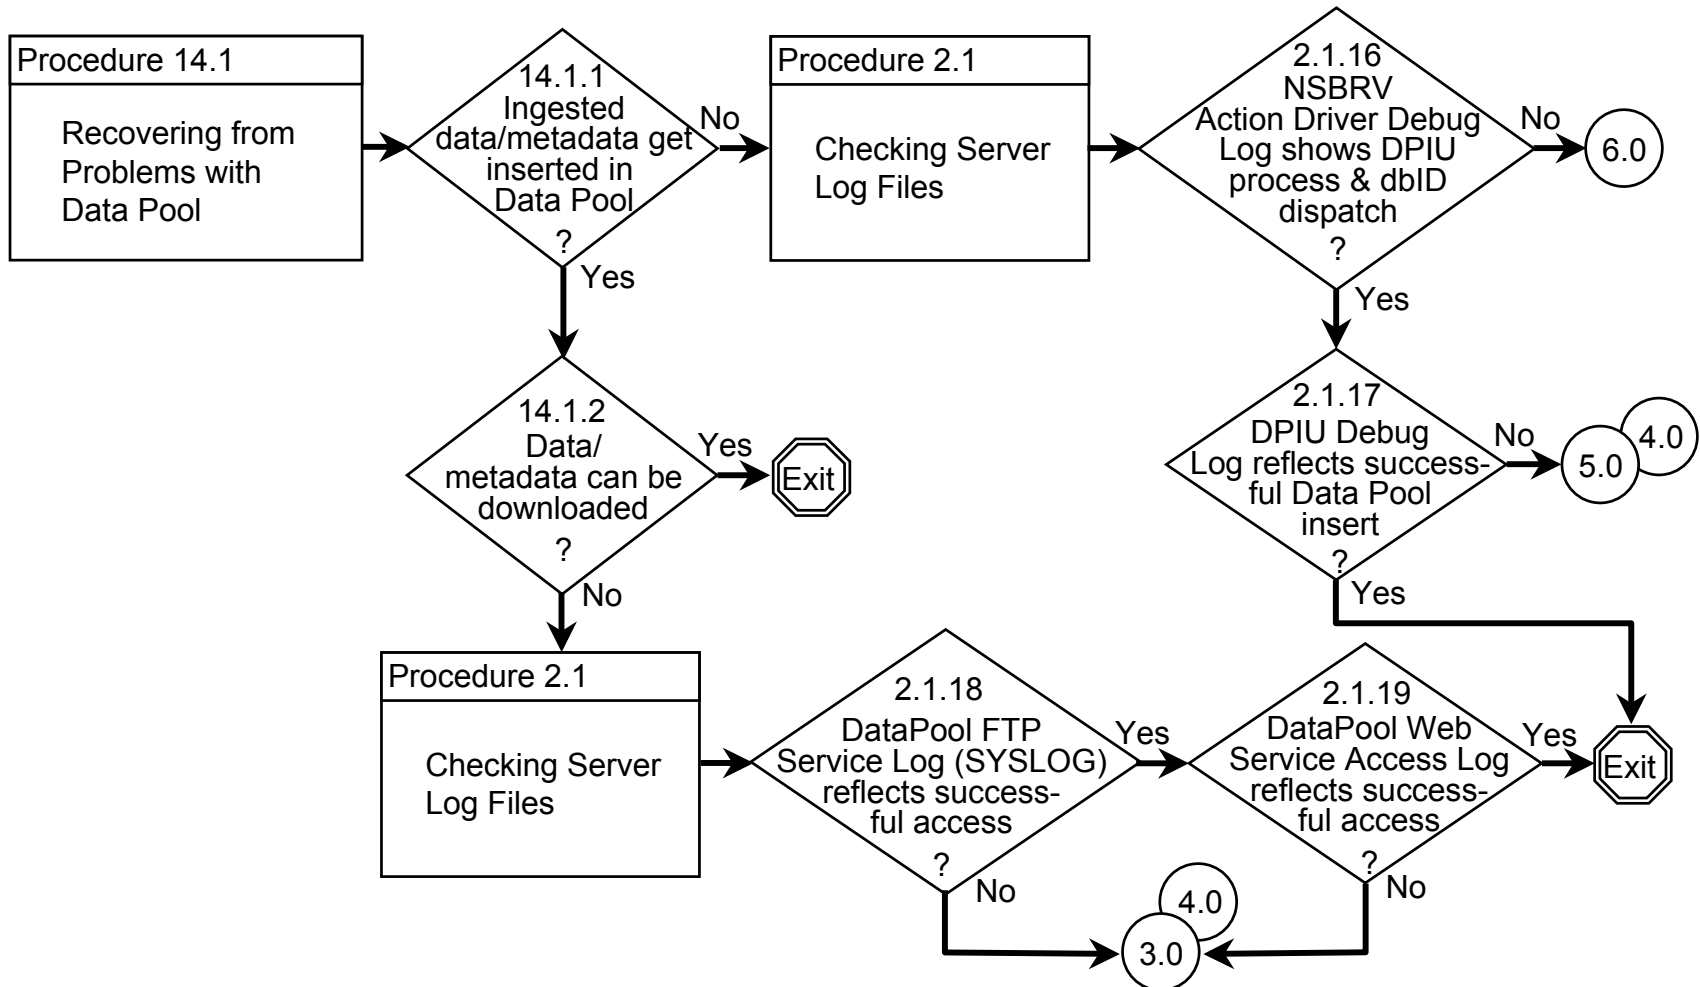 Procedure 14.1
Recovering from
Problems with
Data Pool
14.1.1
Ingested
data/metadata get
inserted in
Data Pool
?
No
Yes
Procedure 2.1
Checking Server
Log Files
2.1.16
NSBRV
Action Driver Debug
Log shows DPIU
process & dbID
dispatch
?
No
6.0
Yes
14.1.2
Data/
metadata can be
downloaded
?
Yes
Exit
No
2.1.17
DPIU Debug
Log reflects success-
ful Data Pool
insert
?
No
5.0
4.0
Yes
Procedure 2.1
Checking Server
Log Files
2.1.18
DataPool FTP
Service Log (SYSLOG)
reflects success-
ful access
?
Yes
No
2.1.19
DataPool Web
Service Access Log
reflects success-
ful access
?
Yes
Exit
No
4.0
3.0